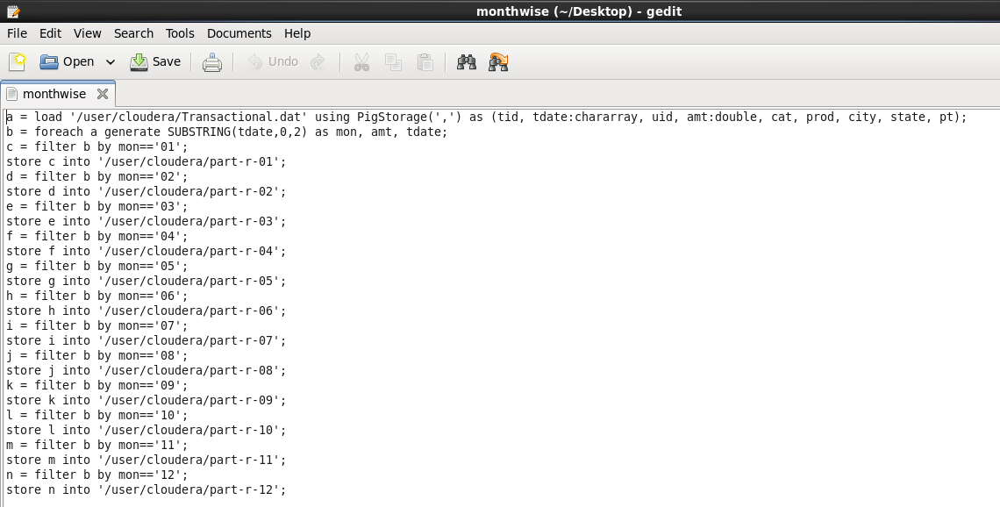 monthwise (~/Desktop) - gedit
File Edit View Search Tools Documents Help
Open Save Undo
monthwise
a = load '/user/cloudera/Transactional.dat' using PigStorage(',') as (tid, tdate:chararray, uid, amt:double, cat, prod, city, state, pt);
b = foreach a generate SUBSTRING(tdate,0,2) as mon, amt, tdate;
c = filter b by mon=='01';
store c into '/user/cloudera/part-r-01';
d = filter b by mon=='02';
store d into '/user/cloudera/part-r-02';
e = filter b by mon=='03';
store e into '/user/cloudera/part-r-03';
f = filter b by mon=='04';
store f into '/user/cloudera/part-r-04';
g = filter b by mon=='05';
store g into '/user/cloudera/part-r-05';
h = filter b by mon=='06';
store h into '/user/cloudera/part-r-06';
i = filter b by mon=='07';
store i into '/user/cloudera/part-r-07';
j = filter b by mon=='08';
store j into '/user/cloudera/part-r-08';
k = filter b by mon=='09';
store k into '/user/cloudera/part-r-09';
l = filter b by mon=='10';
store l into '/user/cloudera/part-r-10';
m = filter b by mon=='11';
store m into '/user/cloudera/part-r-11';
n = filter b by mon=='12';
store n into '/user/cloudera/part-r-12';